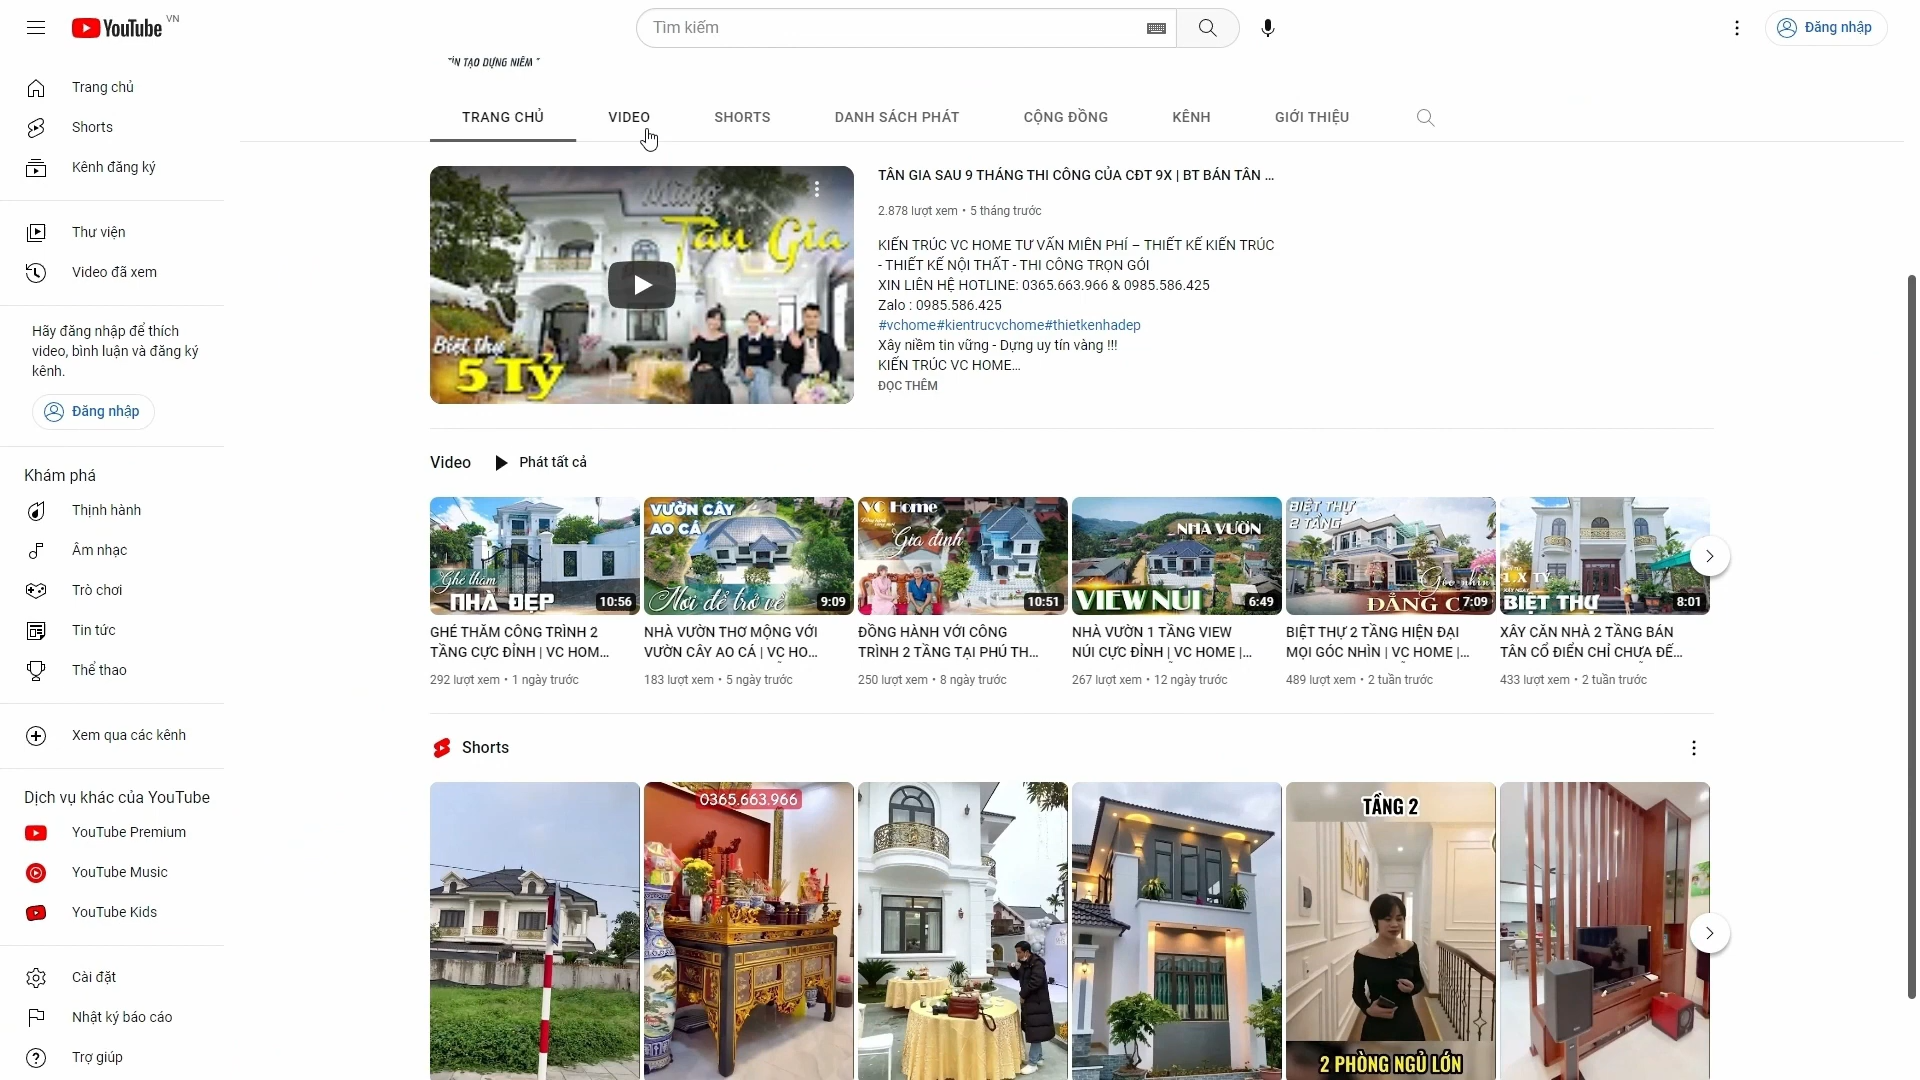 YouTube VN
Tìm kiếm
Đăng nhập
Trang chủ
Shorts
Kênh đăng ký
Thư viện
Video đã xem
Hãy đăng nhập để thích
video, bình luận và đăng ký
kênh.
Đăng nhập
Khám phá
Thịnh hành
Âm nhạc
Trò chơi
Tin tức
Thể thao
Xem qua các kênh
Dịch vụ khác của YouTube
YouTube Premium
YouTube Music
YouTube Kids
Cài đặt
Nhật ký báo cáo
Trợ giúp
TẠO DỰNG NIỀM
TRANG CHỦ
VIDEO
SHORTS
DANH SÁCH PHÁT
CỘNG ĐỒNG
KÊNH
GIỚI THIỆU
Mừng
Tân Gia
Biệt thự
5 Tỷ
TÂN GIA SAU 9 THÁNG THI CÔNG CỦA CĐT 9X | BT BÁN TÂN ...
2.878 lượt xem • 5 tháng trước
KIẾN TRÚC VC HOME TƯ VẤN MIỄN PHÍ – THIẾT KẾ KIẾN TRÚC
- THIẾT KẾ NỘI THẤT - THI CÔNG TRỌN GÓI
XIN LIÊN HỆ HOTLINE: 0365.663.966 & 0985.586.425
Zalo : 0985.586.425
#vchome#kientrucvchome#thietkenhadep
Xây niềm tin vững - Dựng uy tín vàng !!!
KIẾN TRÚC VC HOME...
ĐỌC THÊM
Video
Phát tất cả
Ghé thăm
NHÀ ĐẸP
10:56
GHÉ THĂM CÔNG TRÌNH 2
TẦNG CỰC ĐỈNH | VC HOM...
292 lượt xem • 1 ngày trước
VƯỜN CÂY
AO CÁ
Nơi để trở về
9:09
NHÀ VƯỜN THƠ MỘNG VỚI
VƯỜN CÂY AO CÁ | VC HO...
183 lượt xem • 5 ngày trước
VC Home
Gia đình
10:51
ĐỒNG HÀNH VỚI CÔNG
TRÌNH 2 TẦNG TẠI PHÚ TH...
250 lượt xem • 8 ngày trước
NHÀ VƯỜN
VIEW NÚI
6:49
NHÀ VƯỜN 1 TẦNG VIEW
NÚI CỰC ĐỈNH | VC HOME |...
267 lượt xem • 12 ngày trước
BIỆT THỰ
2 TẦNG
Góc nhìn
ĐẲNG C
7:09
BIỆT THỰ 2 TẦNG HIỆN ĐẠI
MỌI GÓC NHÌN | VC HOME |...
489 lượt xem • 2 tuần trước
1.X TỶ
BIỆT THỰ
8:01
XÂY CĂN NHÀ 2 TẦNG BÁN
TÂN CỔ ĐIỂN CHỈ CHƯA ĐẾ...
433 lượt xem • 2 tuần trước
Shorts
0365.663.966
TẦNG 2
2 PHÒNG NGỦ LỚN